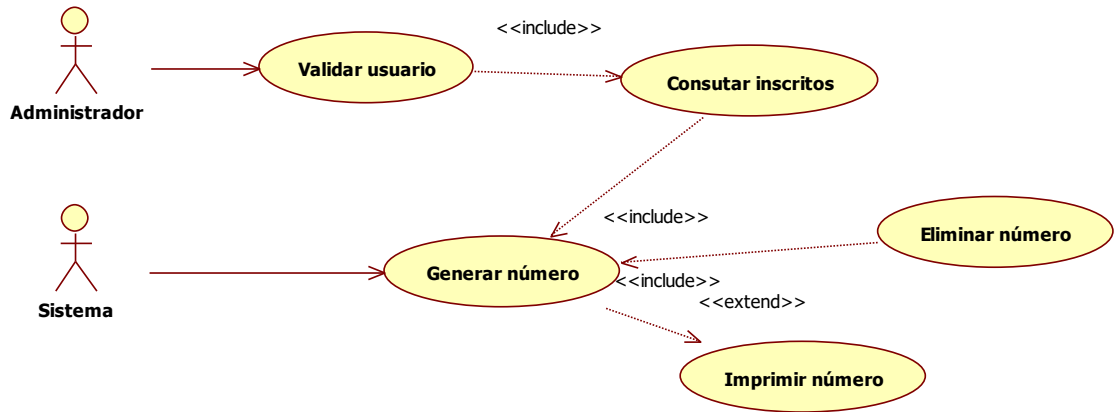 <<include>>
Validar usuario
Consutar inscritos
Administrador
<<include>>
Eliminar número
Generar número
<<include>>
<<extend>>
Sistema
Imprimir número